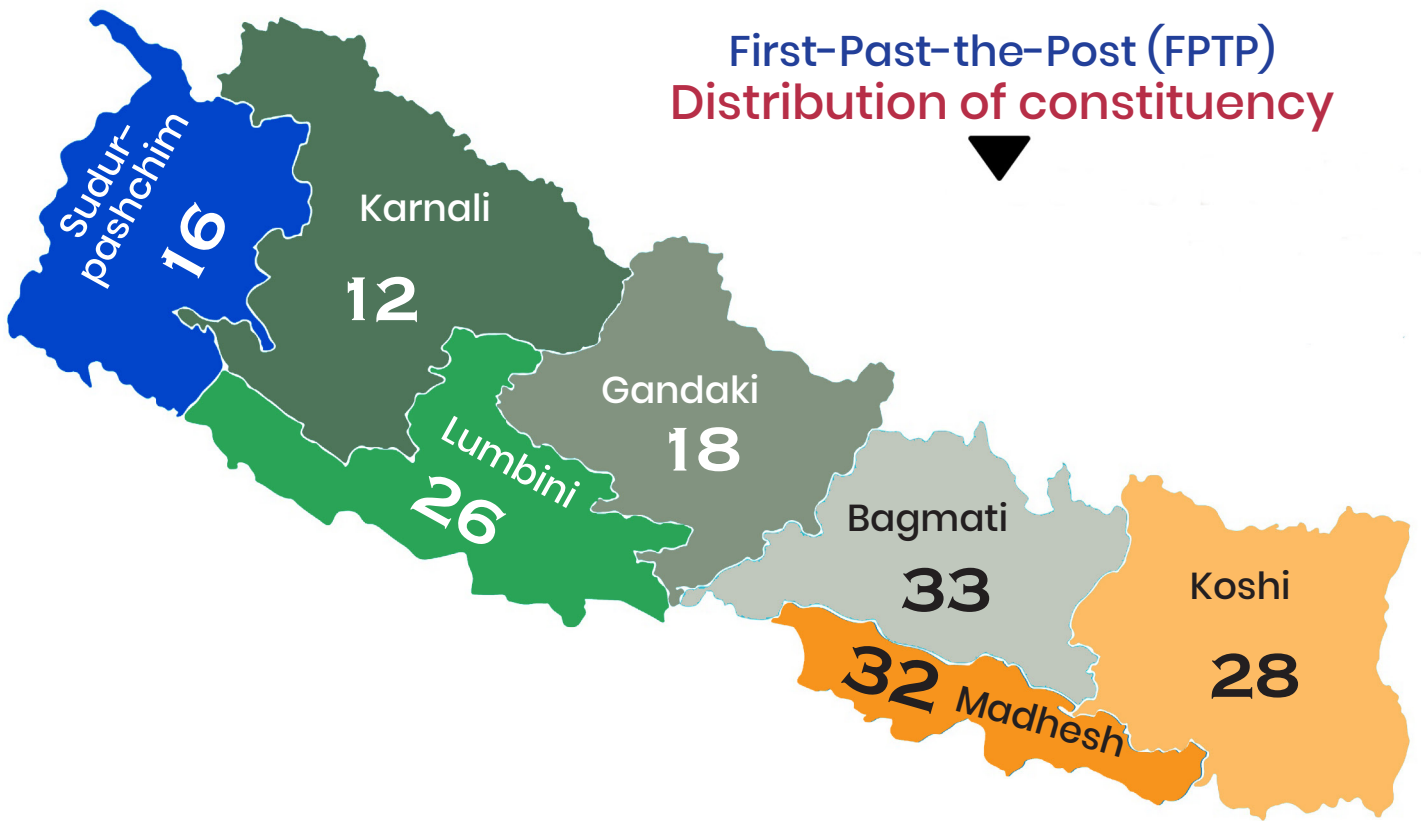 First-Past-the-Post (FPTP)
Distribution of constituency
Sudur-
pashchim
16
Karnali
12
Lumbini
26
Gandaki
18
Bagmati
33
32 Madhesh
Koshi
28